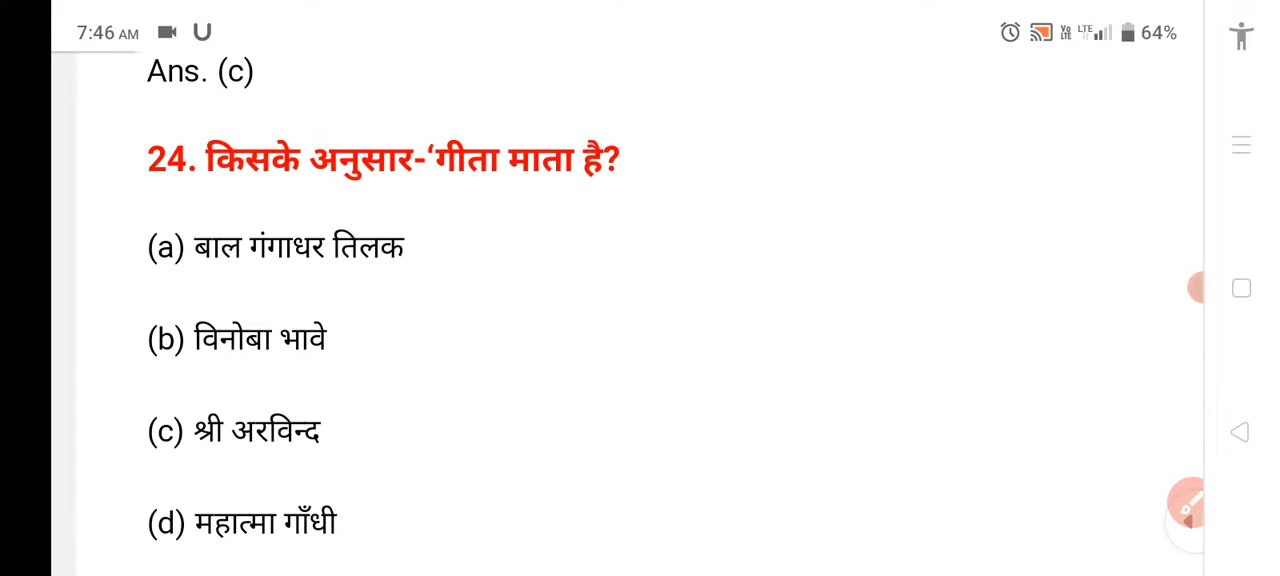 7:46 AM
64%
Ans. (c)
24. किसके अनुसार-‘गीता माता है?
(a) बाल गंगाधर तिलक
(b) विनोबा भावे
(c) श्री अरविन्द
(d) महात्मा गाँधी